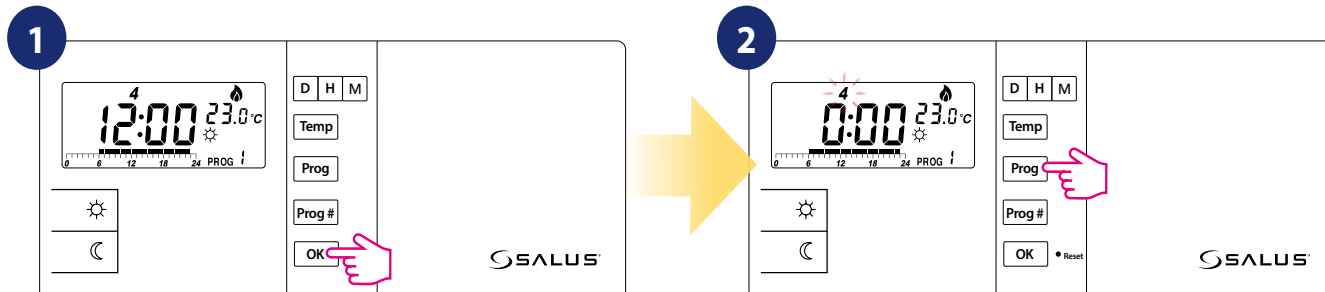 1
4
12:00 23.0°C
0 6 12 18 24 PROG 1
D H M
Temp
Prog
Prog #
OK
SALUS
2
4
0:00 23.0°C
0 6 12 18 24 PROG 1
D H M
Temp
Prog
Prog #
OK • Reset
SALUS